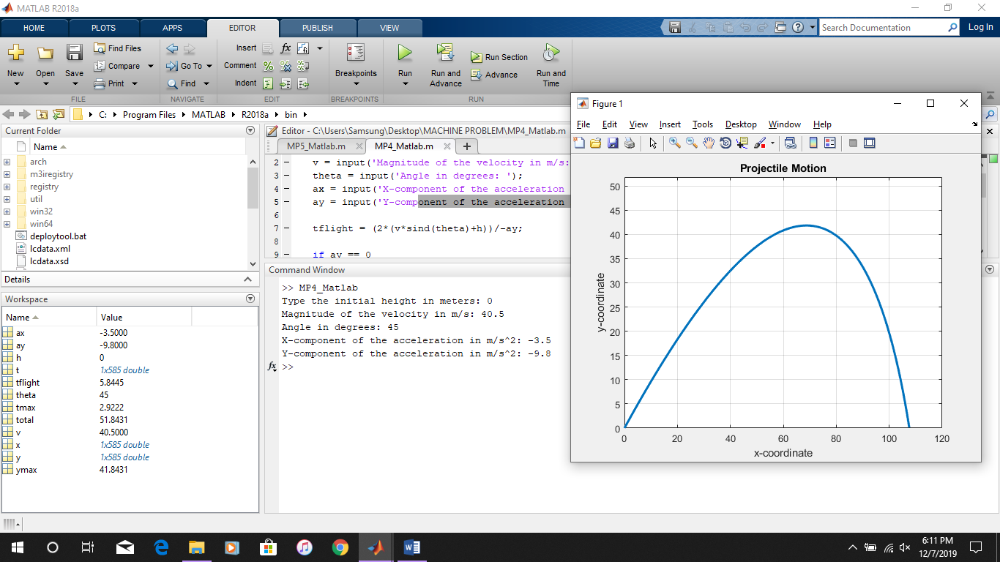 MATLAB R2018a
HOME PLOTS APPS EDITOR PUBLISH VIEW
Search Documentation
Log In
New Open Save
Find Files
Compare
Print
Go To
Find
Insert fx
Comment
Indent
Breakpoints
Run
Run and Advance
Run Section
Advance
Run and Time
FILE NAVIGATE EDIT BREAKPOINTS RUN
C: Program Files MATLAB R2018a bin
Current Folder
Name
arch
m3iregistry
registry
util
win32
win64
deploytool.bat
lcdata.xml
lcdata.xsd
Details
Workspace
Name Value
ax -3.5000
ay -9.8000
h 0
t 1x585 double
tflight 5.8445
theta 45
tmax 2.9222
total 51.8431
v 40.5000
x 1x585 double
y 1x585 double
ymax 41.8431
Editor - C:\Users\Samsung\Desktop\MACHINE PROBLEM\MP4_Matlab.m
MP5_Matlab.m MP4_Matlab.m
2 - v = input('Magnitude of the velocity in m/s:
3 - theta = input('Angle in degrees: ');
4 - ax = input('X-component of the acceleration
5 - ay = input('Y-component of the acceleration
6
7 - tflight = (2*(v*sind(theta)+h))/-ay;
8
9 - if ay == 0
Command Window
>> MP4_Matlab
Type the initial height in meters: 0
Magnitude of the velocity in m/s: 40.5
Angle in degrees: 45
X-component of the acceleration in m/s^2: -3.5
Y-component of the acceleration in m/s^2: -9.8
fx >>
Figure 1
File Edit View Insert Tools Desktop Window Help
Projectile Motion
50
45
40
35
30
25
20
15
10
5
0
y-coordinate
0 20 40 60 80 100 120
x-coordinate
6:11 PM
12/7/2019